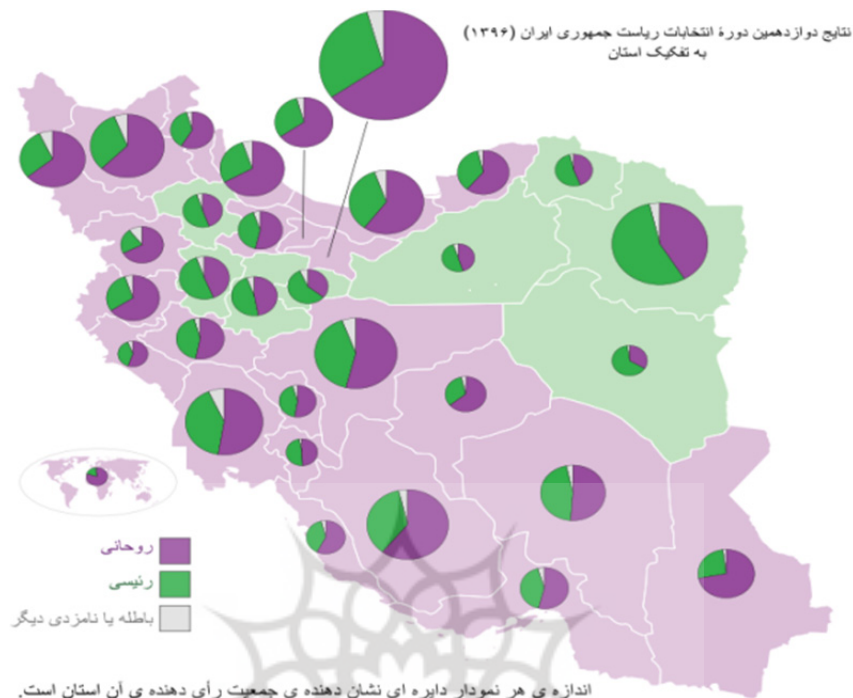 نتایج دوازدهمین دورهٔ انتخابات ریاست جمهوری ایران (۱۳۹۶)
به تفکیک استان
روحانی
رئیسی
باطله یا نامزدی دیگر
اندازه ی هر نمودار دایره ای نشان دهنده ی جمعیت رأی دهنده ی آن استان است.